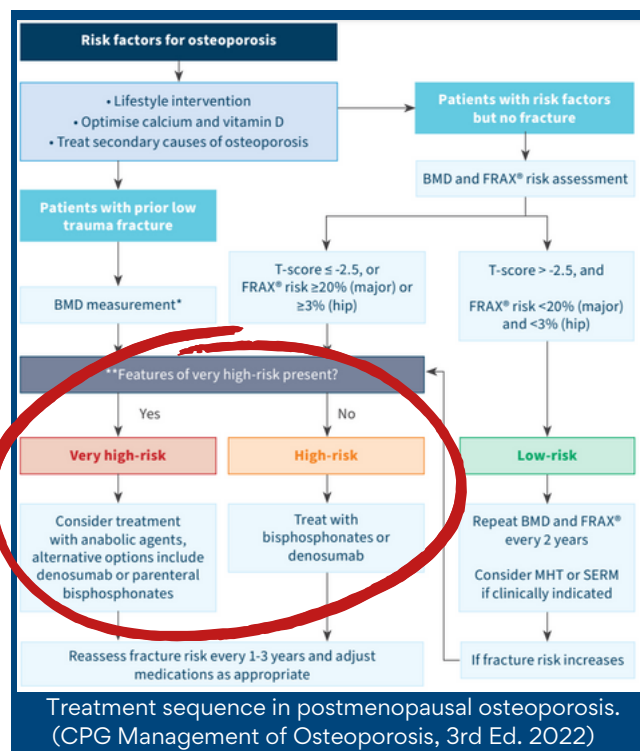 Risk factors for osteoporosis
• Lifestyle intervention
• Optimise calcium and vitamin D
• Treat secondary causes of osteoporosis
Patients with risk factors
but no fracture
BMD and FRAX® risk assessment
Patients with prior low
trauma fracture
BMD measurement*
T-score ≤ -2.5, or
FRAX® risk ≥20% (major) or
≥3% (hip)
T-score > -2.5, and
FRAX® risk <20% (major)
and <3% (hip)
**Features of very high-risk present?
Yes
No
Very high-risk
High-risk
Low-risk
Consider treatment
with anabolic agents,
alternative options include
denosumab or parenteral
bisphosphonates
Treat with
bisphosphonates or
denosumab
Repeat BMD and FRAX®
every 2 years
Consider MHT or SERM
if clinically indicated
Reassess fracture risk every 1-3 years and adjust
medications as appropriate
If fracture risk increases
Treatment sequence in postmenopausal osteoporosis.
(CPG Management of Osteoporosis, 3rd Ed. 2022)